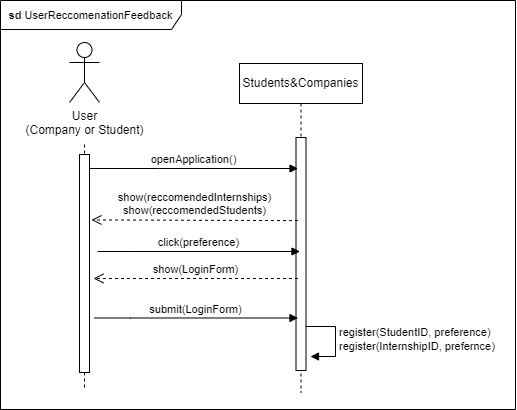 sd UserReccomenationFeedback
Students&Companies
User
(Company or Student)
openApplication()
show(reccomendedInternships)
show(reccomendedStudents)
click(preference)
show(LoginForm)
submit(LoginForm)
register(StudentID, preference)
register(InternshipID, prefernce)